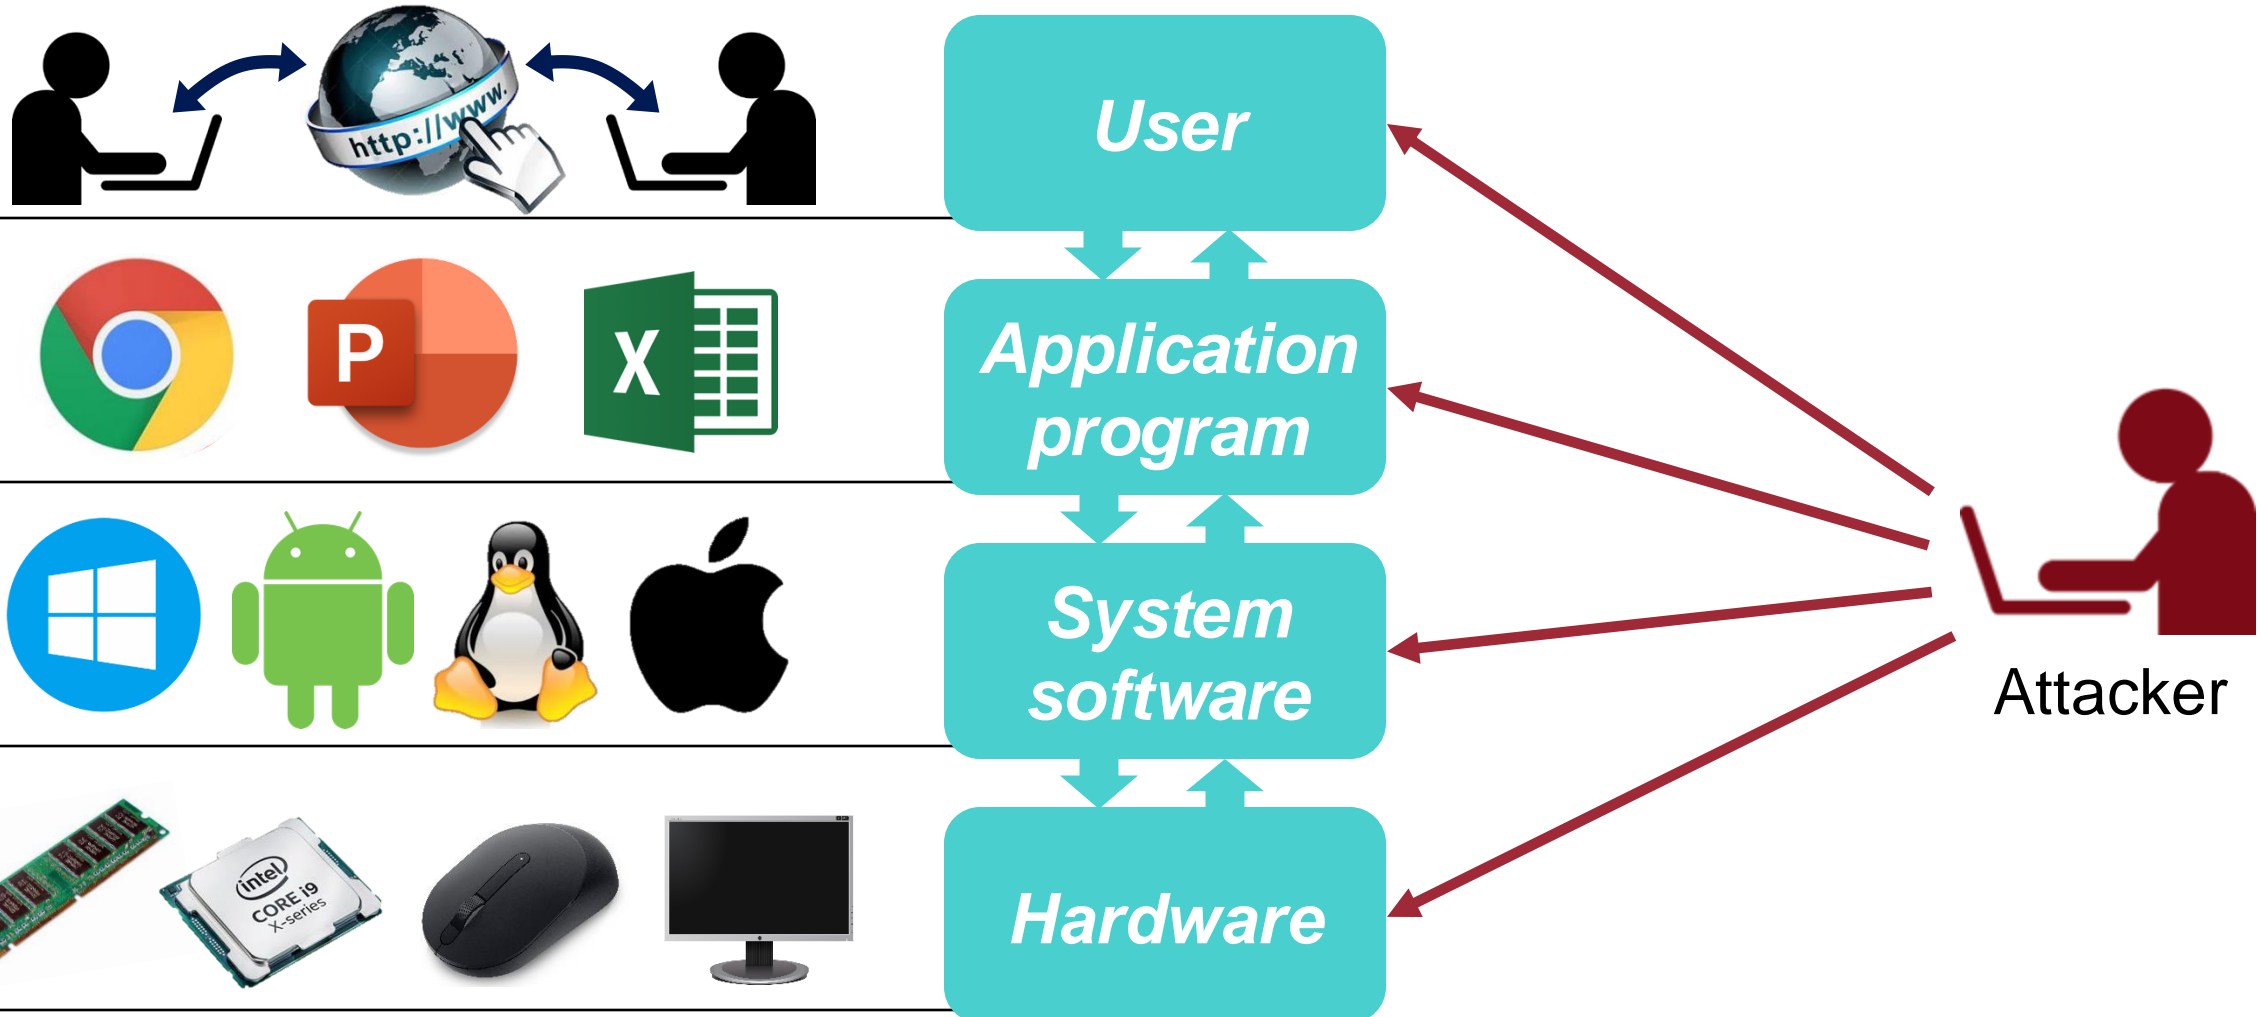 http://www.
User
P
X
Application
program
System
software
Attacker
intel
CORE i9
X-series
Hardware